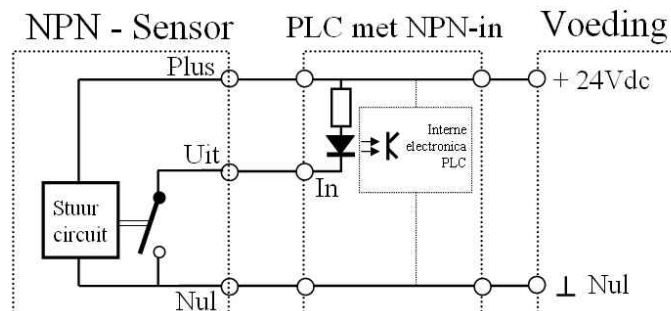 NPN - Sensor
PLC met NPN-in
Voeding
Plus
+ 24Vdc
Uit
In
Interne
electronica
PLC
Stuur
circuit
Nul
⊥ Nul